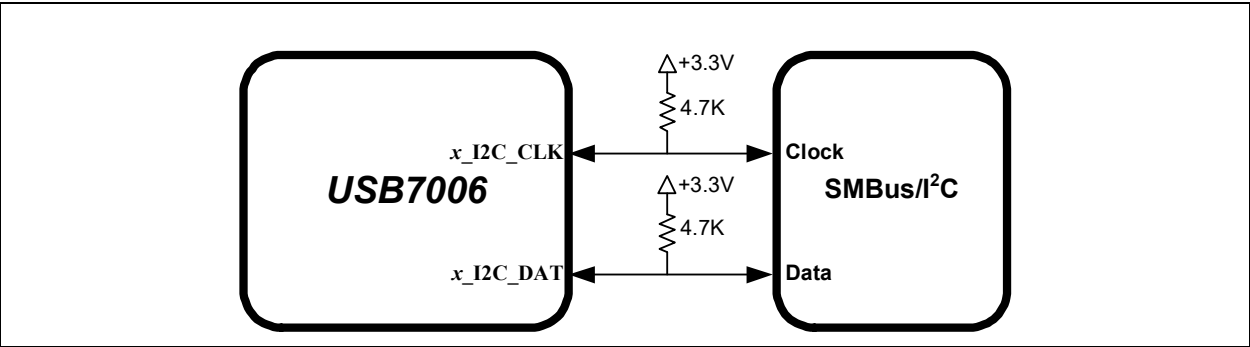 +3.3V
4.7K
x_I2C_CLK
Clock
USB7006
+3.3V
SMBus/I²C
4.7K
x_I2C_DAT
Data